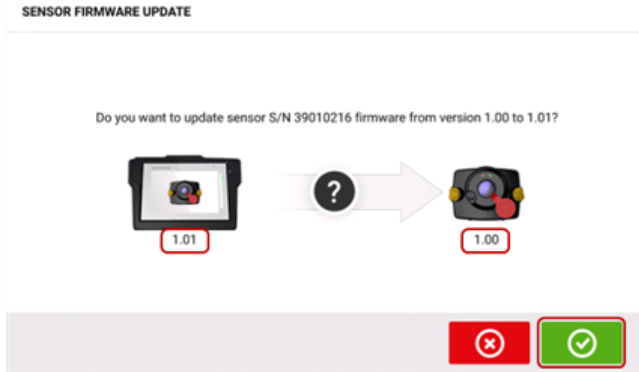 SENSOR FIRMWARE UPDATE
Do you want to update sensor S/N 39010216 firmware from version 1.00 to 1.01?
?
1.01
1.00